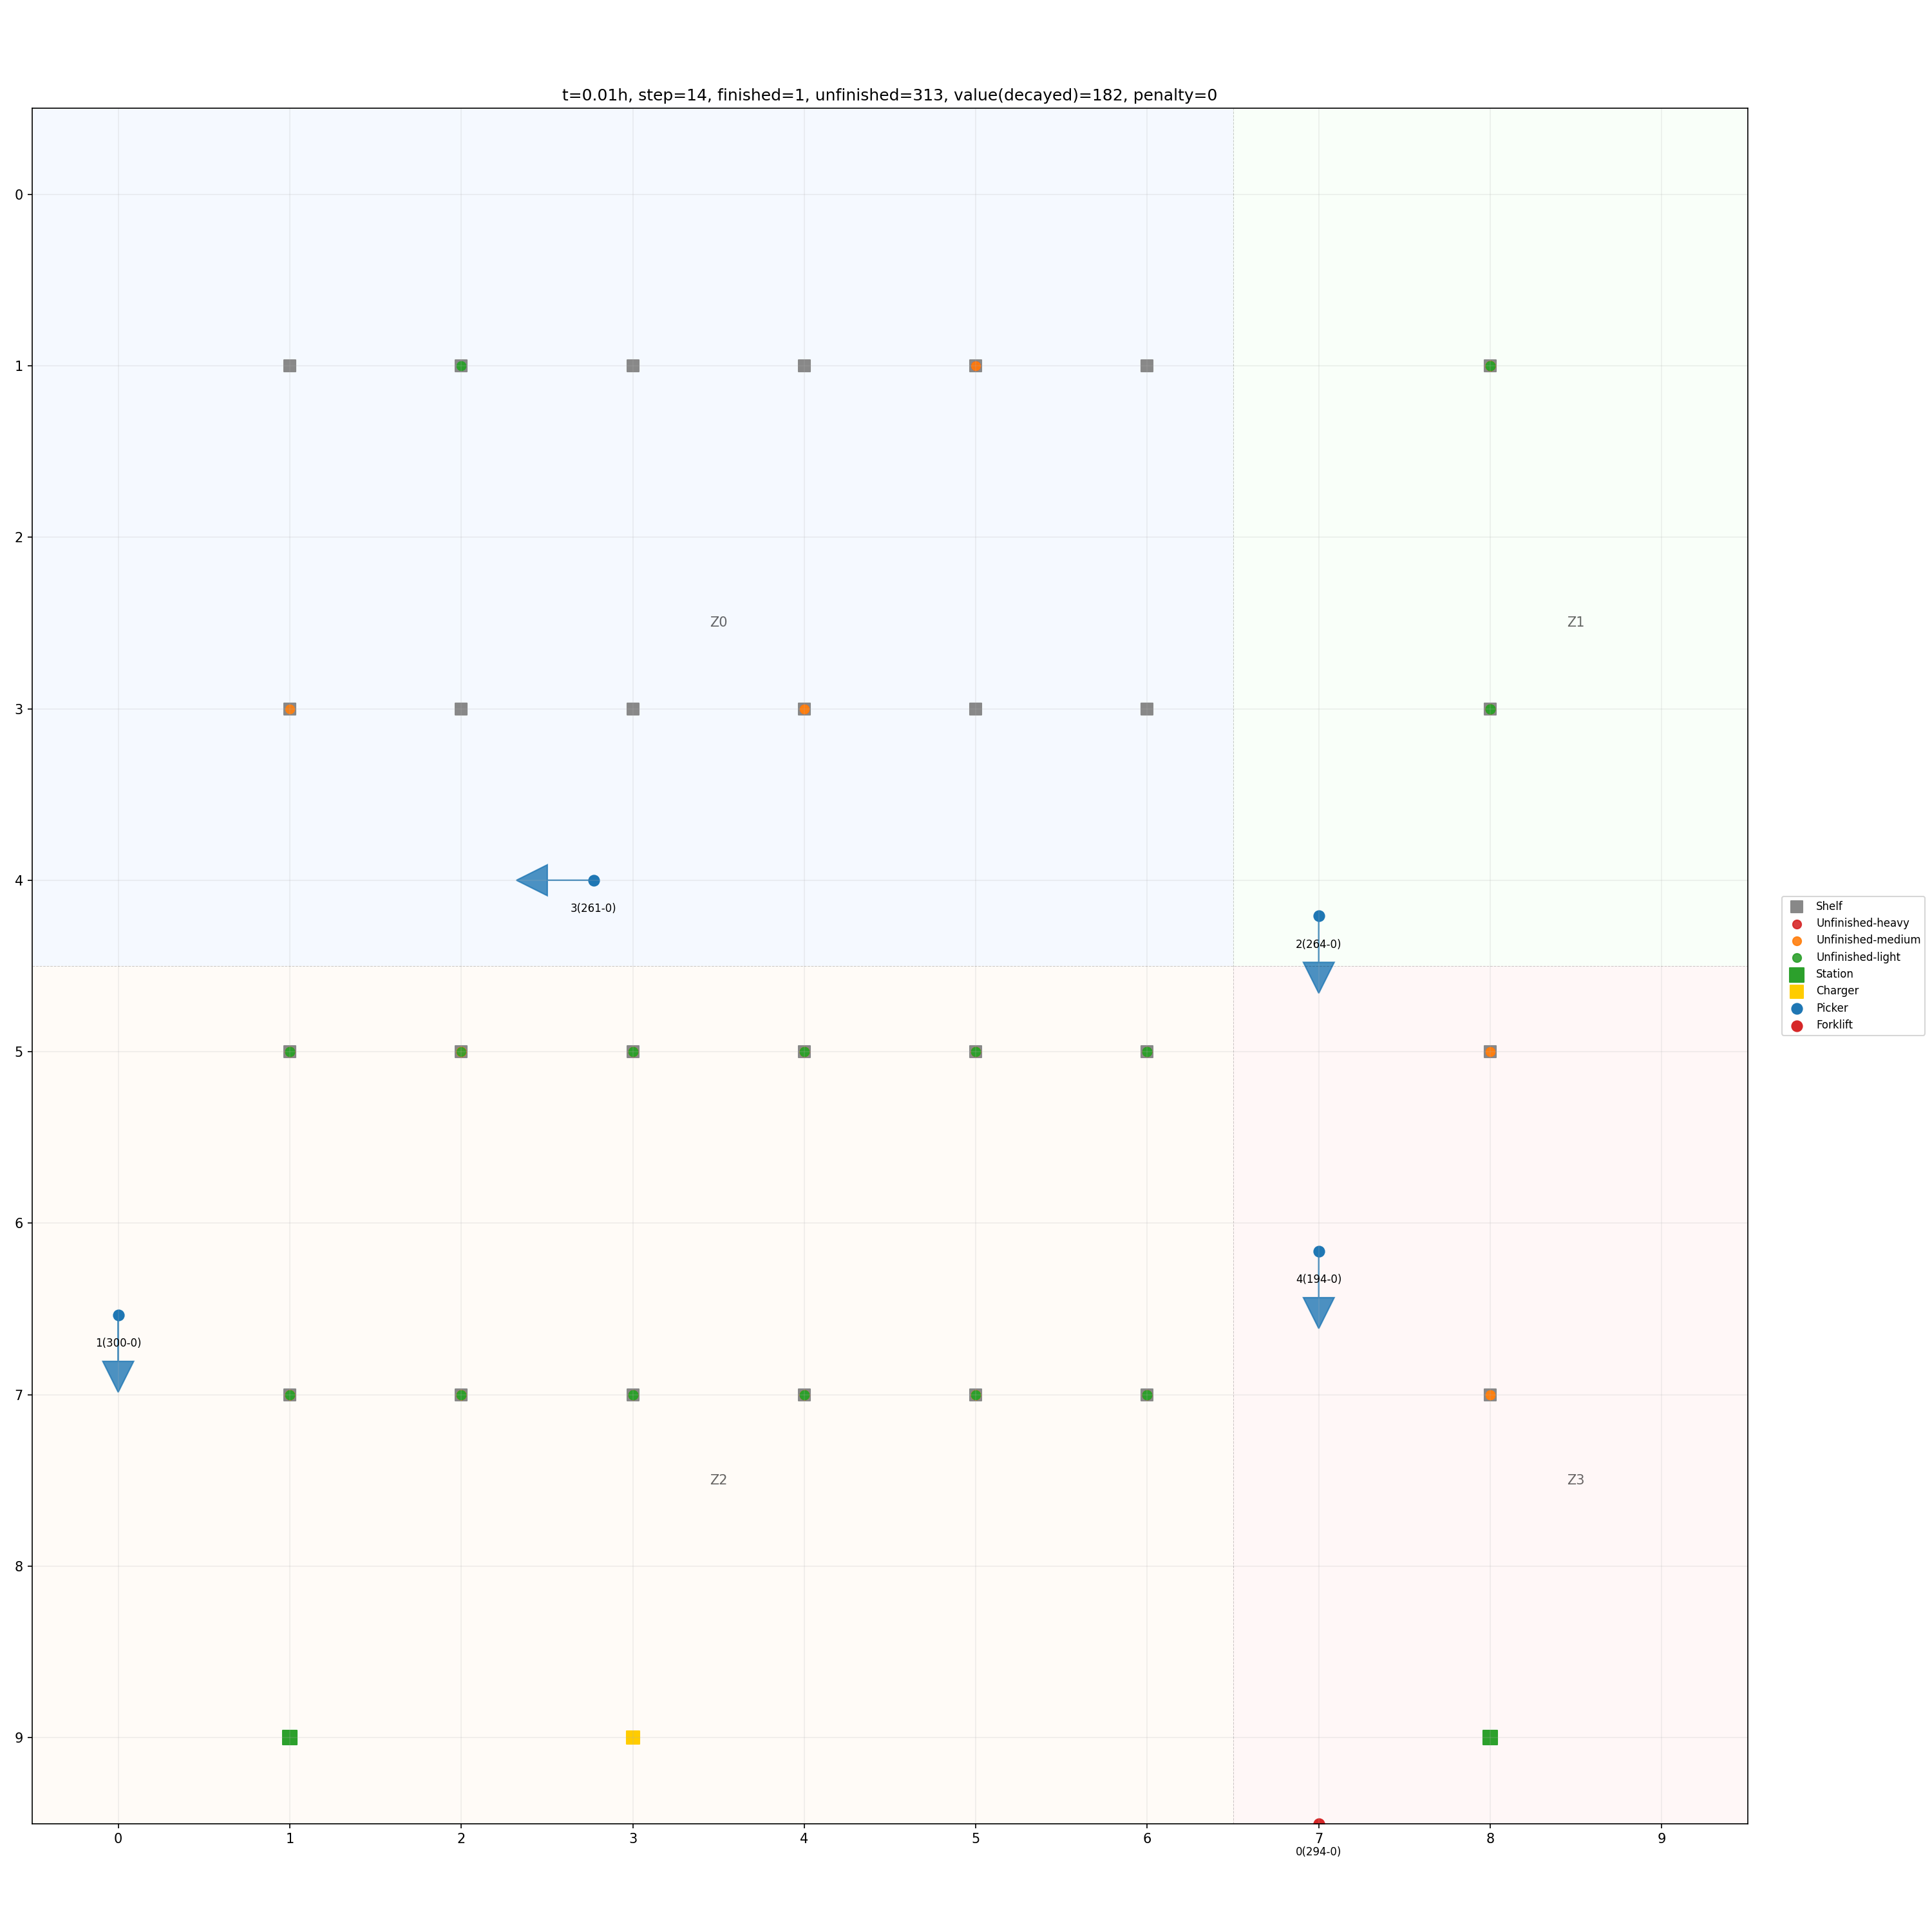 t=0.01h, step=14, finished=1, unfinished=313, value(decayed)=182, penalty=0
0
1
2
Z0
Z1
3
4
3(261-0)
2(264-0)
Shelf
Unfinished-heavy
Unfinished-medium
Unfinished-light
Station
Charger
Picker
Forklift
5
6
4(194-0)
1(300-0)
7
Z2
Z3
8
9
0 1 2 3 4 5 6 7 8 9
0(294-0)